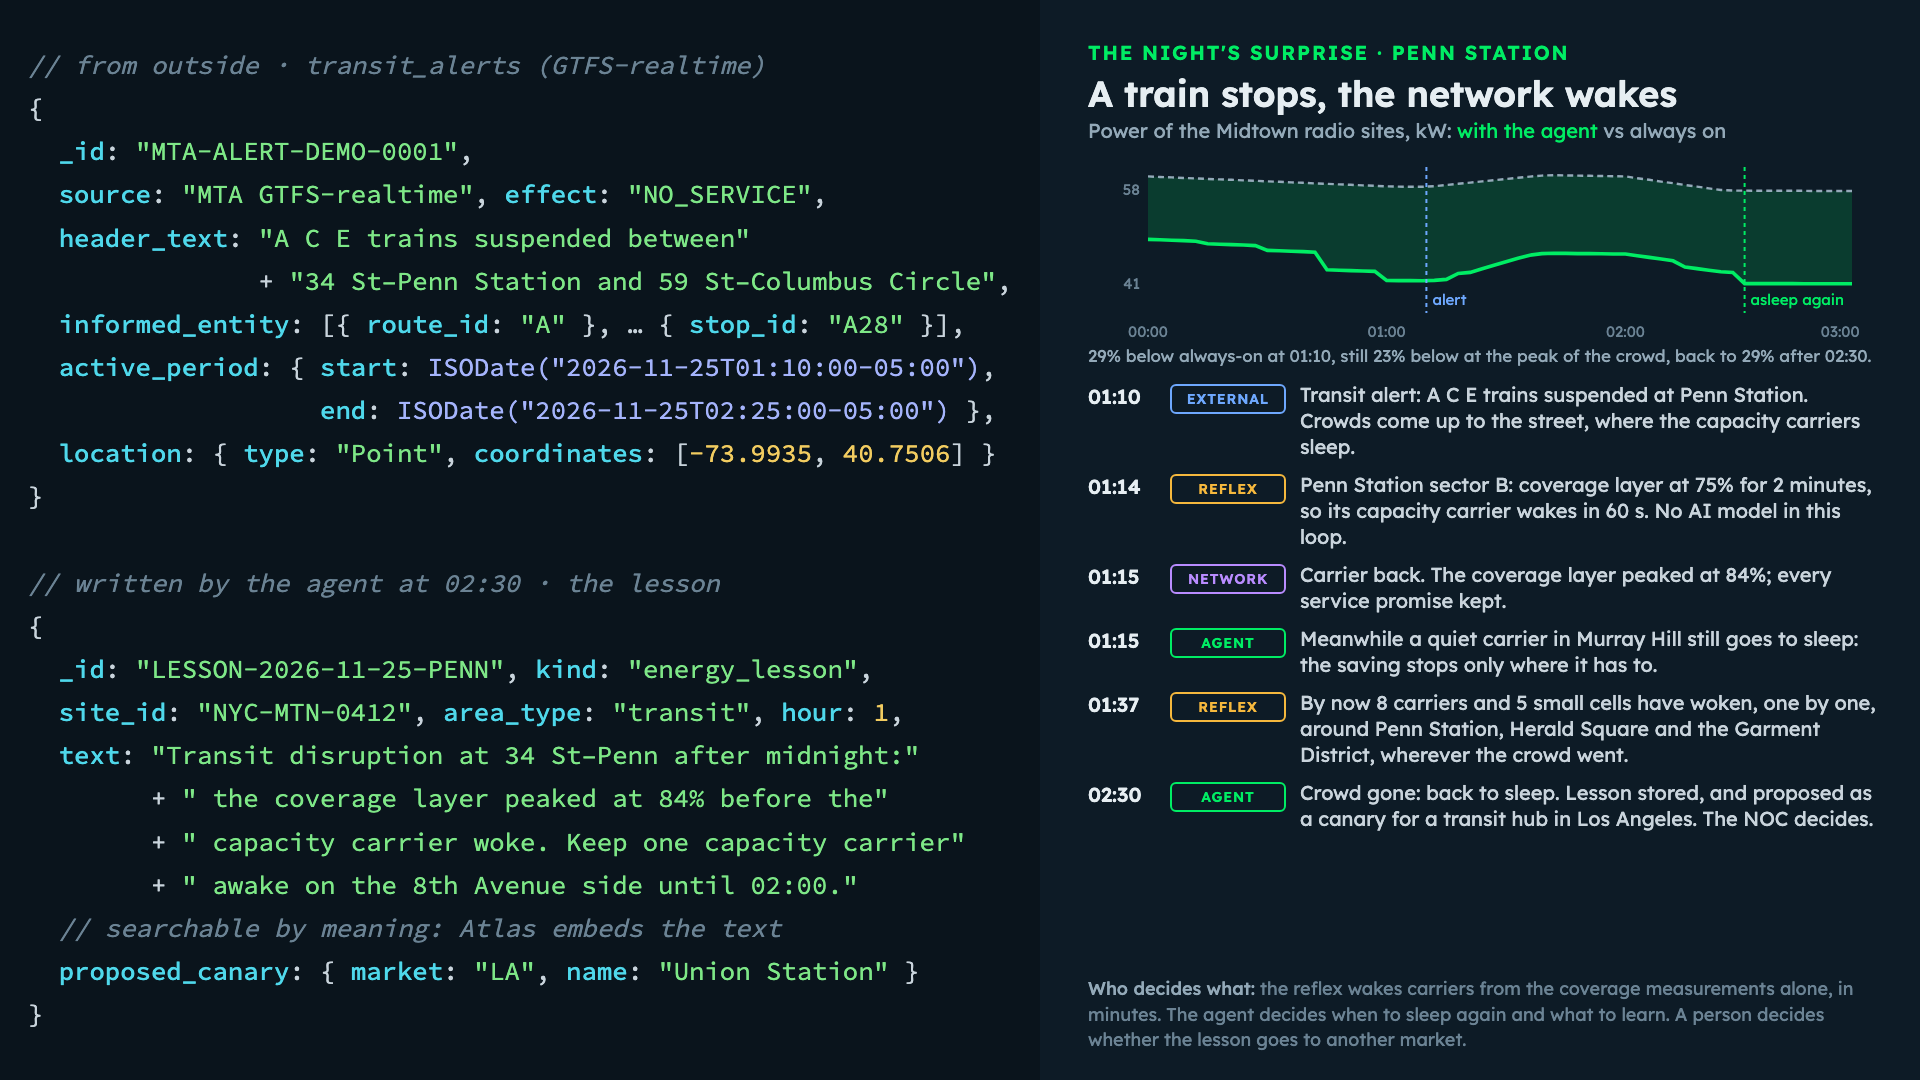 // from outside · transit_alerts (GTFS-realtime)
{
_id: "MTA-ALERT-DEMO-0001",
source: "MTA GTFS-realtime", effect: "NO_SERVICE",
header_text: "A C E trains suspended between"
+ "34 St–Penn Station and 59 St–Columbus Circle",
informed_entity: [{ route_id: "A" }, … { stop_id: "A28" }],
active_period: { start: ISODate("2026-11-25T01:10:00-05:00"),
end: ISODate("2026-11-25T02:25:00-05:00") },
location: { type: "Point", coordinates: [-73.9935, 40.7506] }
}
// written by the agent at 02:30 · the lesson
{
_id: "LESSON-2026-11-25-PENN", kind: "energy_lesson",
site_id: "NYC-MTN-0412", area_type: "transit", hour: 1,
text: "Transit disruption at 34 St–Penn after midnight:"
+ " the coverage layer peaked at 84% before the"
+ " capacity carrier woke. Keep one capacity carrier"
+ " awake on the 8th Avenue side until 02:00."
// searchable by meaning: Atlas embeds the text
proposed_canary: { market: "LA", name: "Union Station" }
}
THE NIGHT'S SURPRISE · PENN STATION
A train stops, the network wakes
Power of the Midtown radio sites, kW: with the agent vs always on
58
41
alert
asleep again
00:00 01:00 02:00 03:00
29% below always-on at 01:10, still 23% below at the peak of the crowd, back to 29% after 02:30.
01:10 EXTERNAL Transit alert: A C E trains suspended at Penn Station.
Crowds come up to the street, where the capacity carriers
sleep.
01:14 REFLEX Penn Station sector B: coverage layer at 75% for 2 minutes,
so its capacity carrier wakes in 60 s. No AI model in this
loop.
01:15 NETWORK Carrier back. The coverage layer peaked at 84%; every
service promise kept.
01:15 AGENT Meanwhile a quiet carrier in Murray Hill still goes to sleep:
the saving stops only where it has to.
01:37 REFLEX By now 8 carriers and 5 small cells have woken, one by one,
around Penn Station, Herald Square and the Garment
District, wherever the crowd went.
02:30 AGENT Crowd gone: back to sleep. Lesson stored, and proposed as
a canary for a transit hub in Los Angeles. The NOC decides.
Who decides what: the reflex wakes carriers from the coverage measurements alone, in
minutes. The agent decides when to sleep again and what to learn. A person decides
whether the lesson goes to another market.